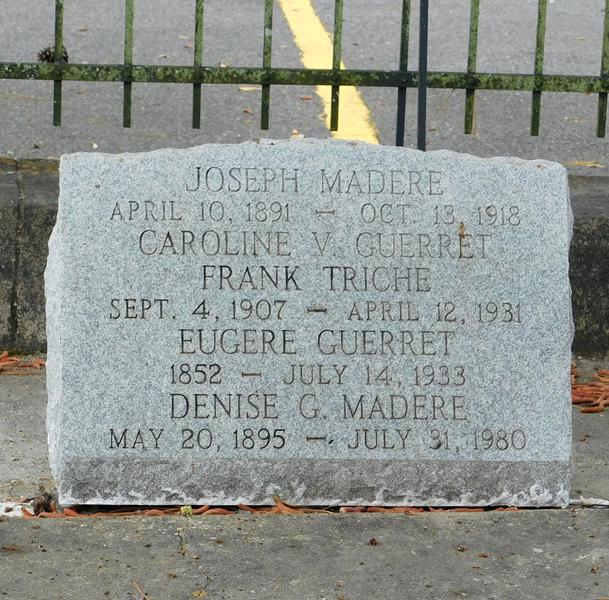 JOSEPH MADERE
APRIL 10, 1891 — OCT. 13, 1918
CAROLINE V. GUERRET
FRANK TRICHE
SEPT. 4, 1907 — APRIL 12, 1931
EUGERE GUERRET
1852 — JULY 14, 1933
DENISE G. MADERE
MAY 20, 1895 — JULY 31, 1980